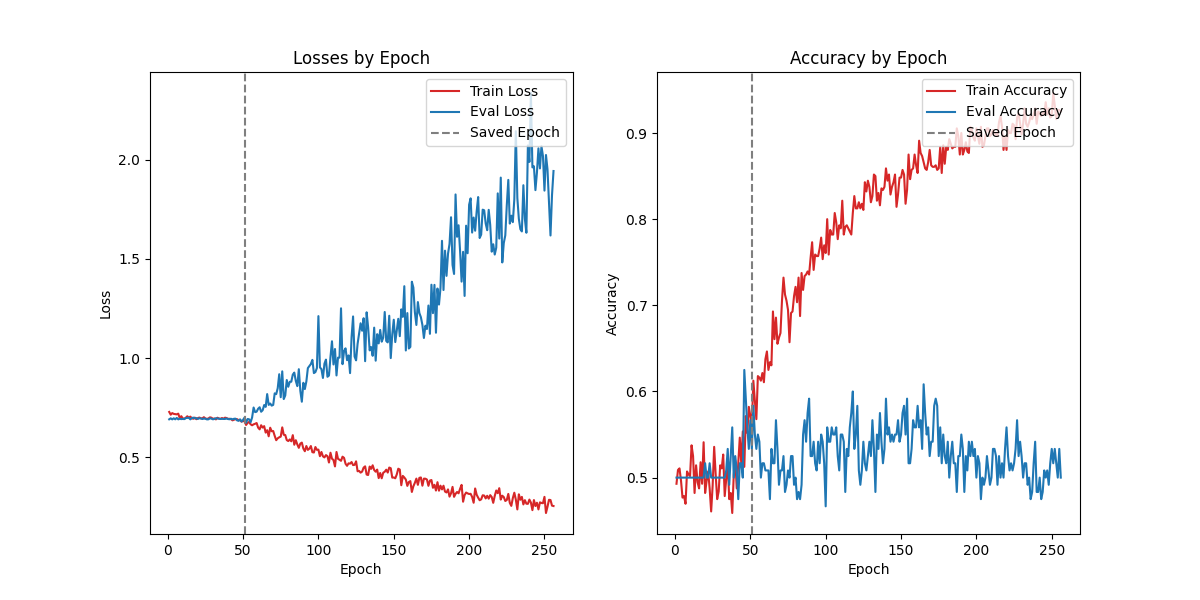 Losses by Epoch
Train Loss
Eval Loss
Saved Epoch
2.0
1.5
1.0
0.5
Loss
0
50
100
150
200
250
Epoch
Accuracy by Epoch
Train Accuracy
Eval Accuracy
Saved Epoch
0.9
0.8
0.7
0.6
0.5
Accuracy
0
50
100
150
200
250
Epoch